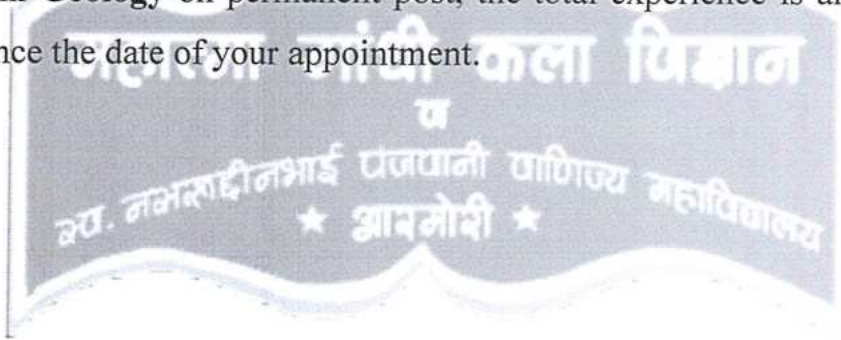 in Geology on permanent post, the total experience is
nce the date of your appointment.
महात्मा गांधी कला विज्ञान
व
स्व. नसरूद्दीनभाई पंजवानी वाणिज्य महाविद्यालय
★ आरमोरी ★